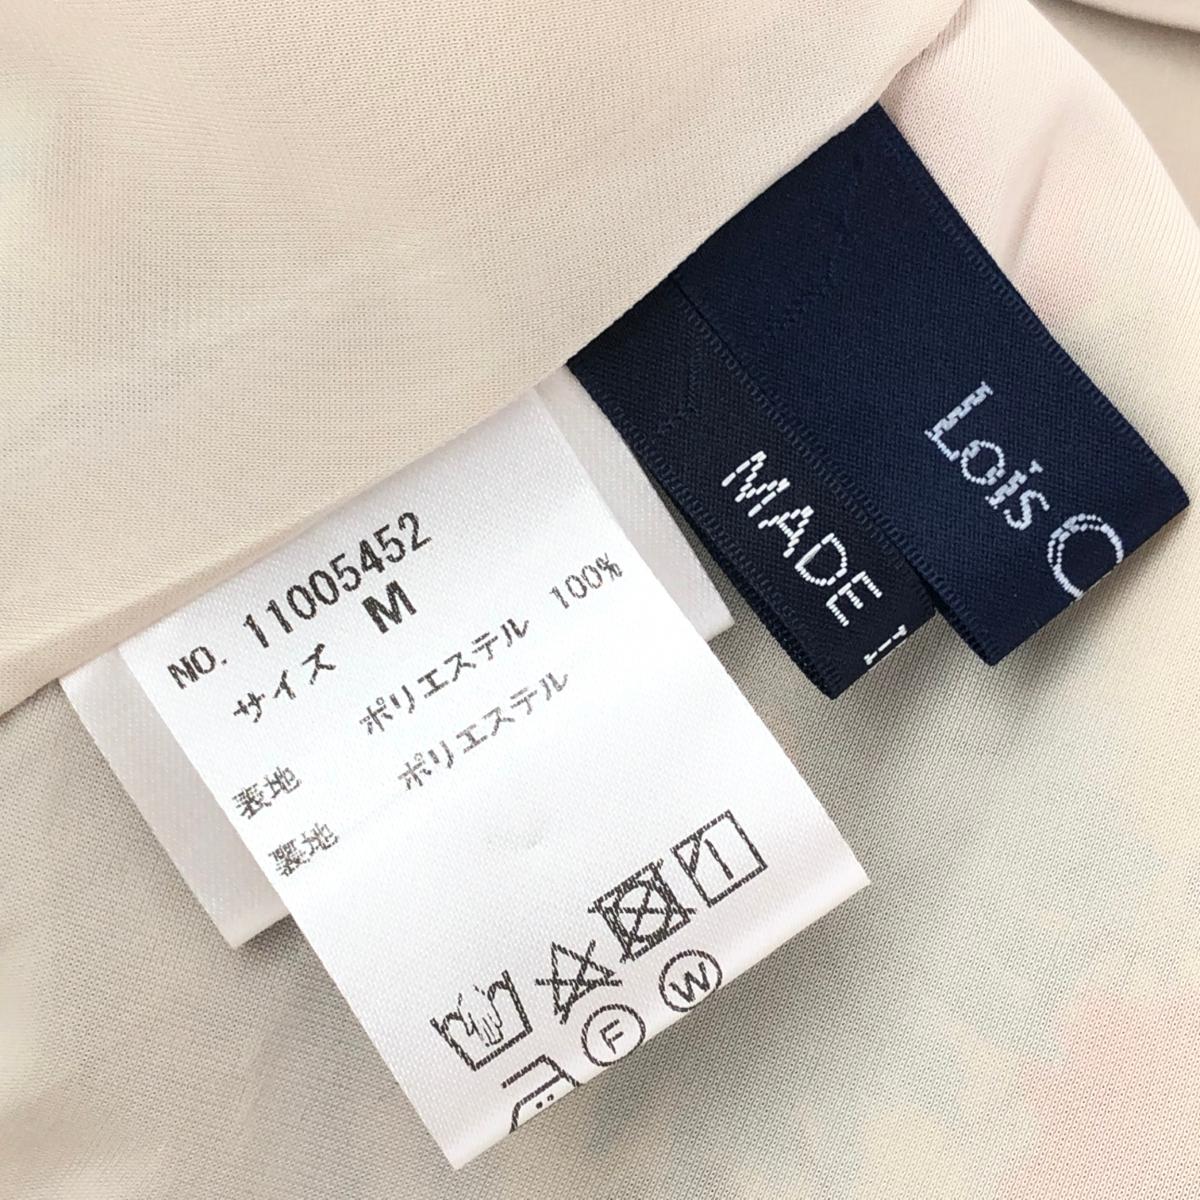 NO. 11005452
サイズ M
表地 ポリエステル 100%
裏地 ポリエステル
F W
MADE
Lois